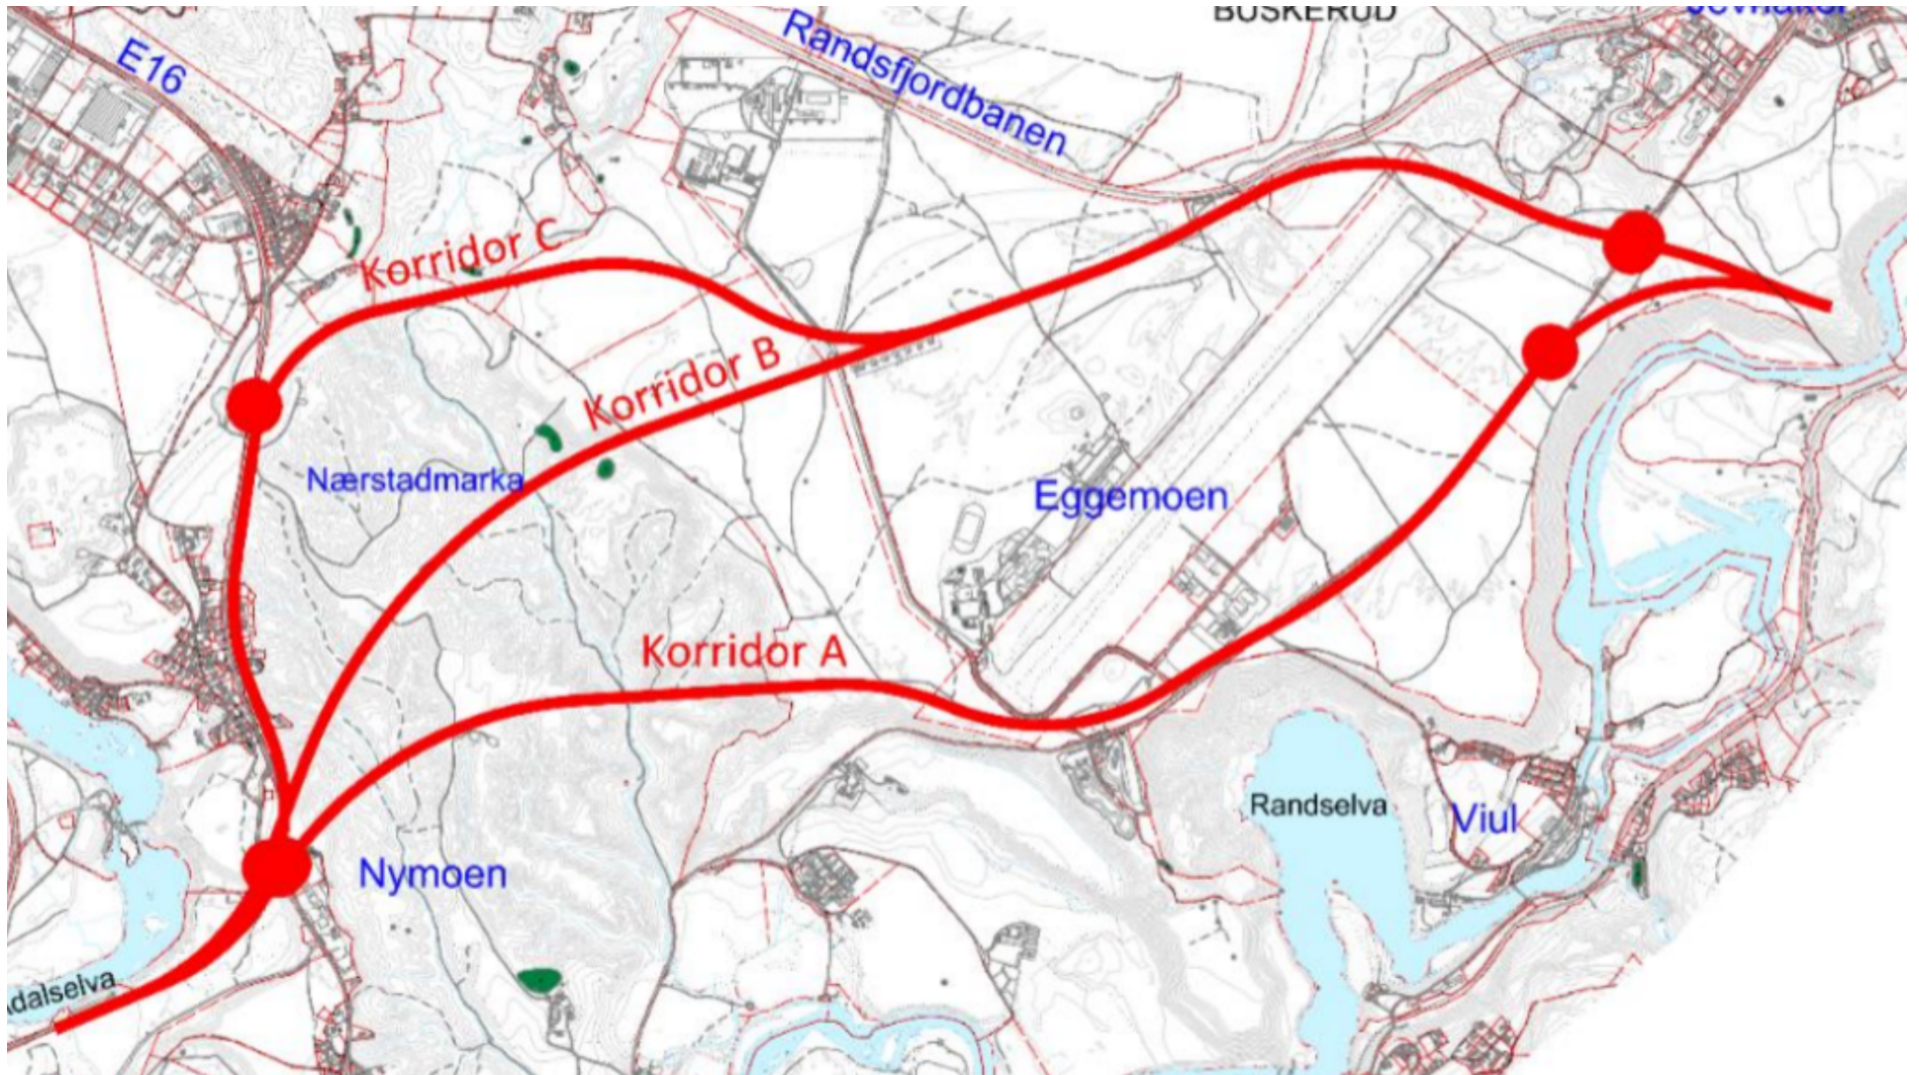 BUSKERUD
E16
Randsfjordbanen
Korridor C
Korridor B
Nærstadmarka
Eggemoen
Korridor A
Randselva
Viul
Nymoen
dalselva